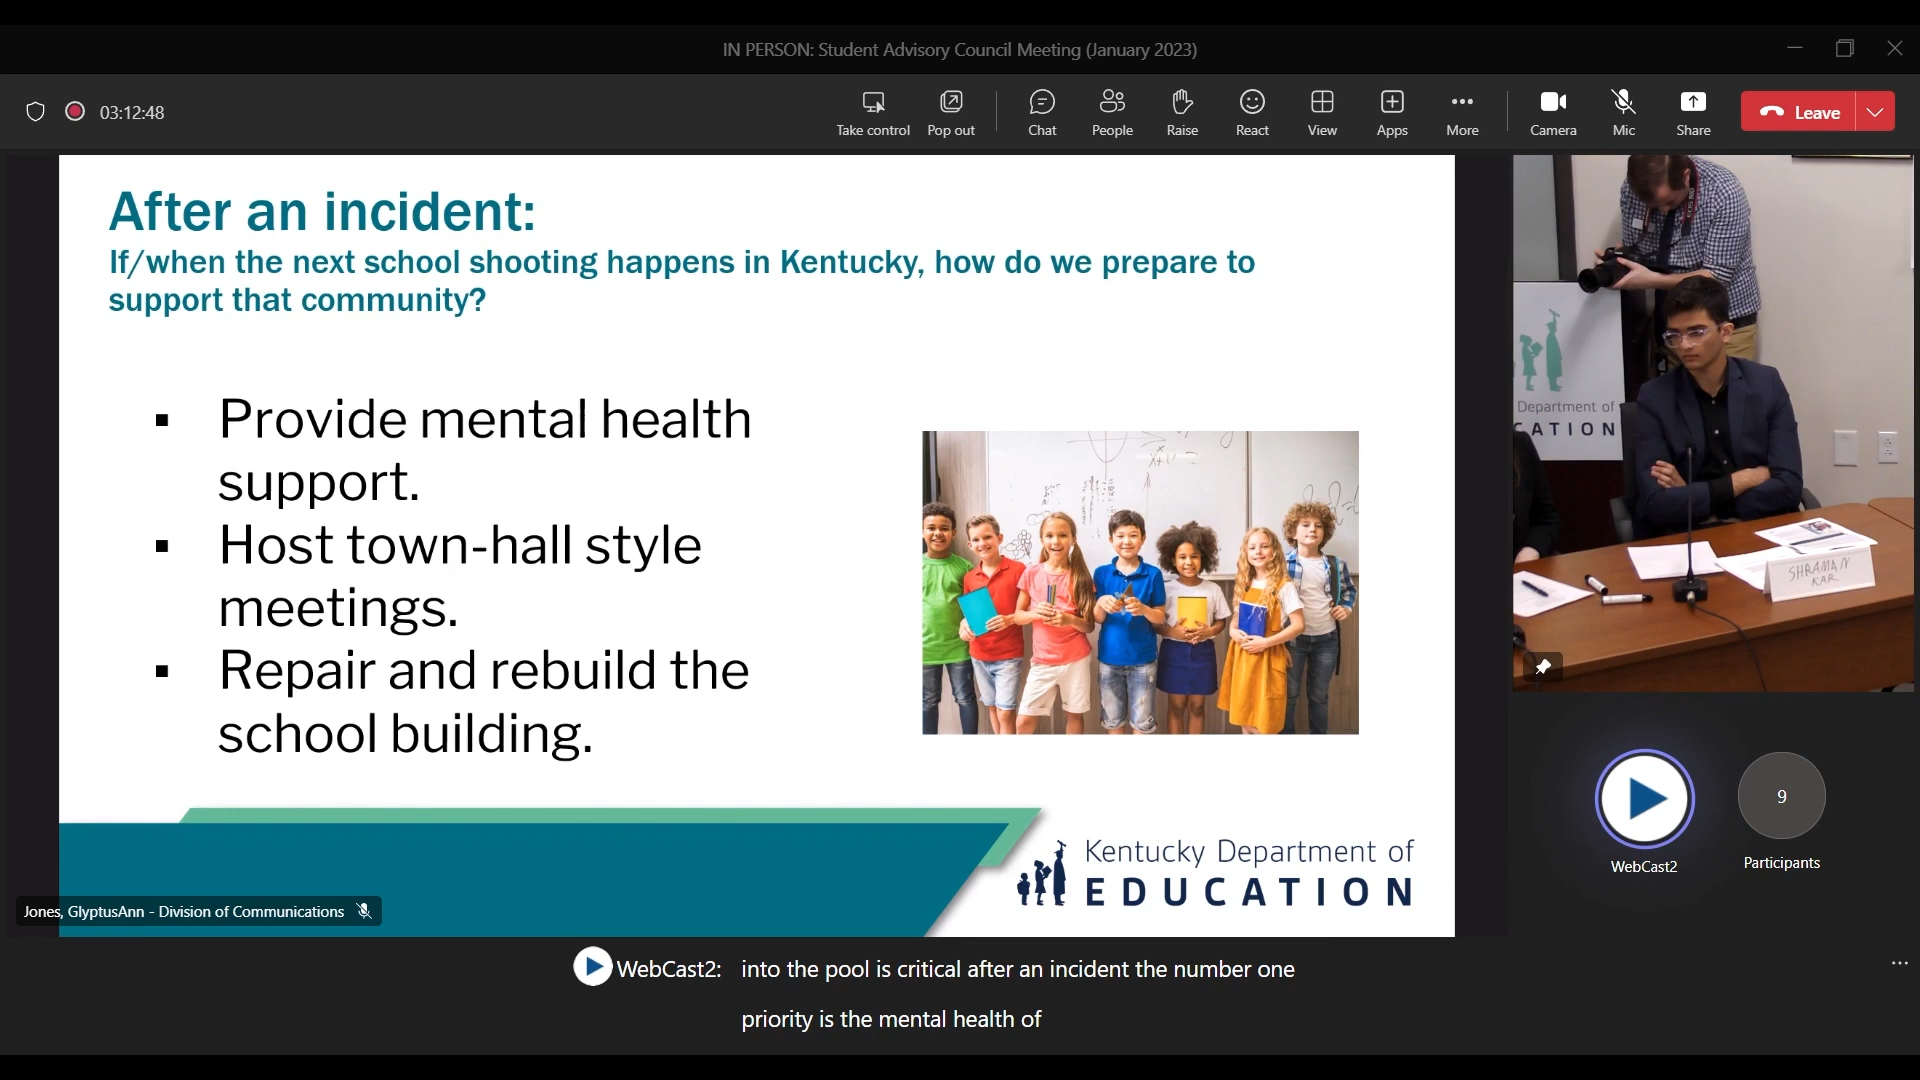 IN PERSON: Student Advisory Council Meeting (January 2023)
03:12:48
Take control
Pop out
Chat
People
Raise
React
View
Apps
More
Camera
Mic
Share
Leave
After an incident:
If/when the next school shooting happens in Kentucky, how do we prepare to
support that community?
▪ Provide mental health
support.
▪ Host town-hall style
meetings.
▪ Repair and rebuild the
school building.
Kentucky Department of
EDUCATION
Jones, GlyptusAnn - Division of Communications
Department of
CATION
SHRAMAN
KAR
WebCast2
9
Participants
WebCast2: into the pool is critical after an incident the number one
priority is the mental health of